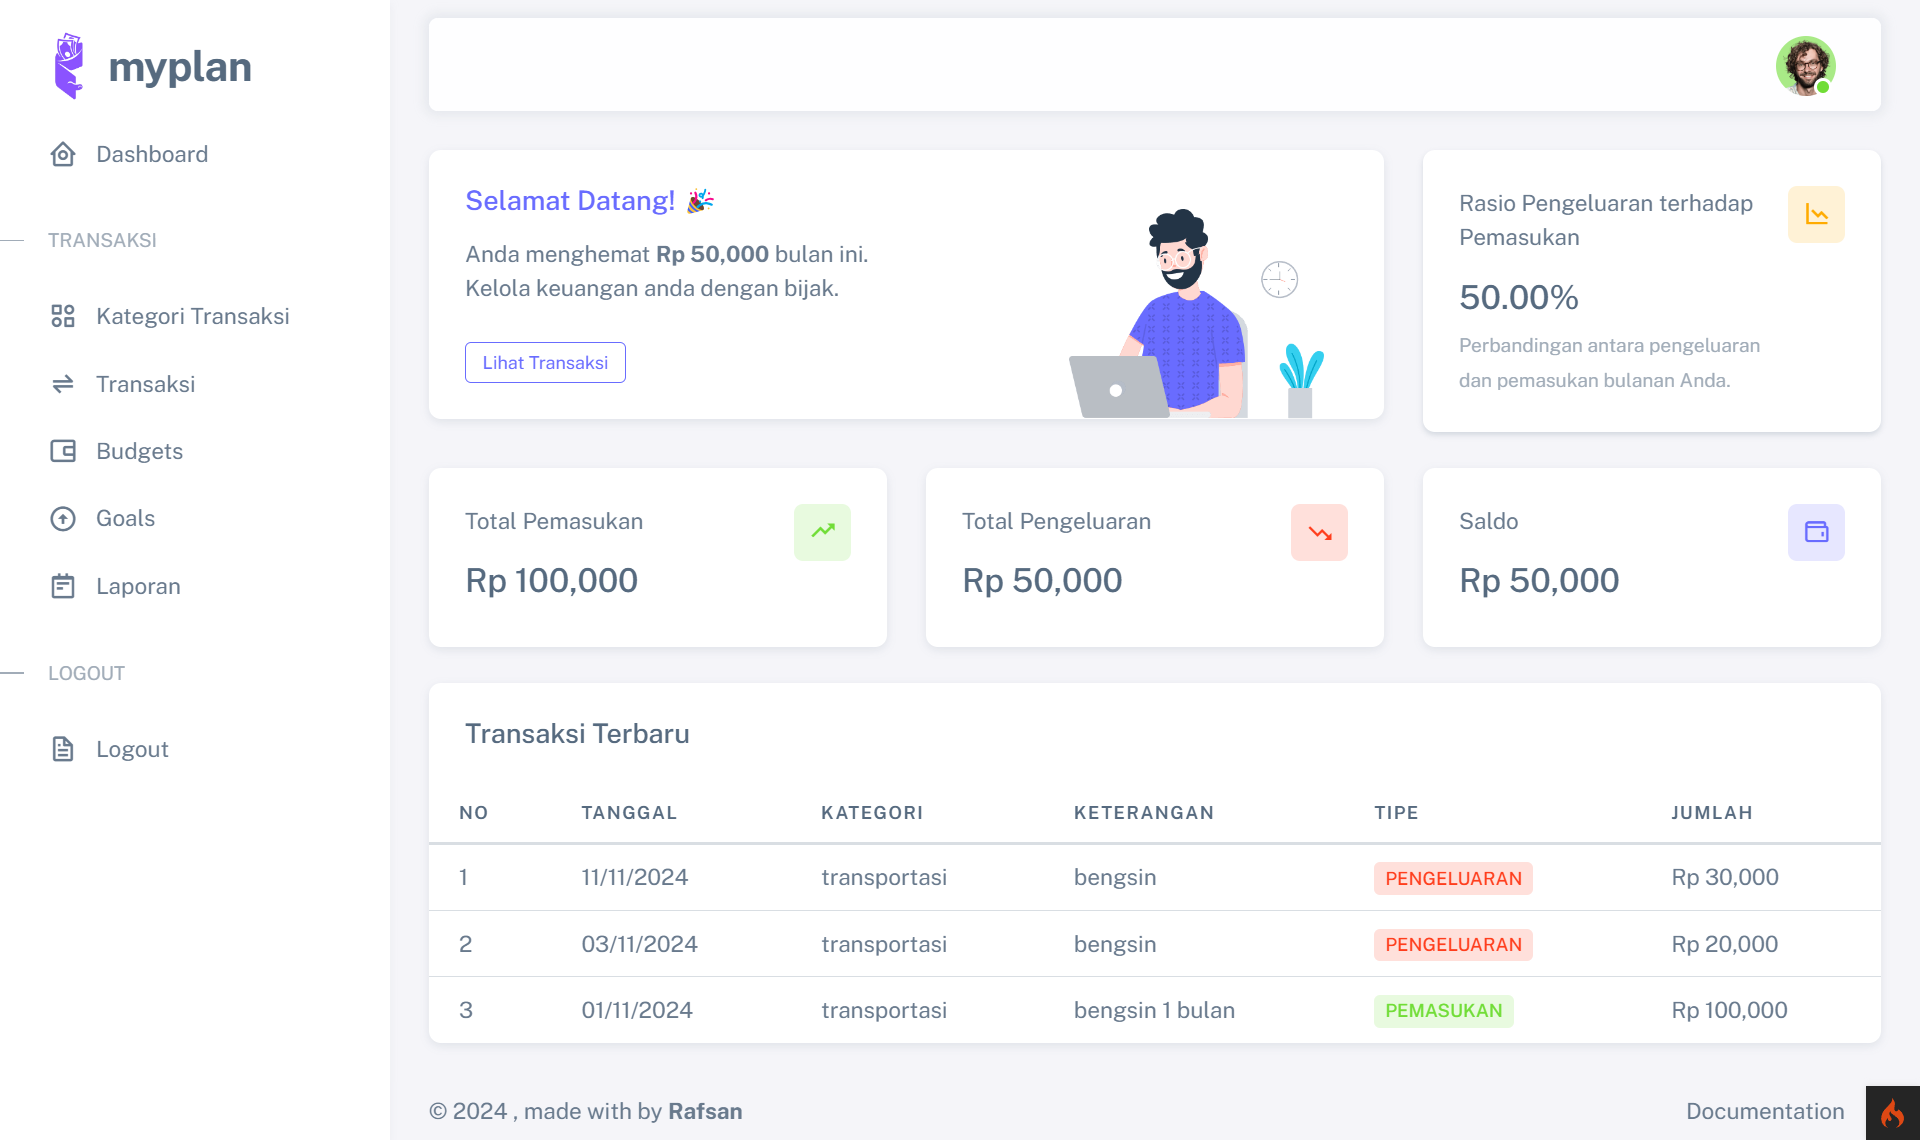 myplan
Dashboard
TRANSAKSI
Kategori Transaksi
Transaksi
Budgets
Goals
Laporan
LOGOUT
Logout
Selamat Datang! 🎉
Anda menghemat Rp 50,000 bulan ini.
Kelola keuangan anda dengan bijak.
Lihat Transaksi
Rasio Pengeluaran terhadap
Pemasukan
50.00%
Perbandingan antara pengeluaran
dan pemasukan bulanan Anda.
Total Pemasukan
Rp 100,000
Total Pengeluaran
Rp 50,000
Saldo
Rp 50,000
Transaksi Terbaru
NO TANGGAL KATEGORI KETERANGAN TIPE JUMLAH
1 11/11/2024 transportasi bengsin PENGELUARAN Rp 30,000
2 03/11/2024 transportasi bengsin PENGELUARAN Rp 20,000
3 01/11/2024 transportasi bengsin 1 bulan PEMASUKAN Rp 100,000
© 2024 , made with by Rafsan
Documentation